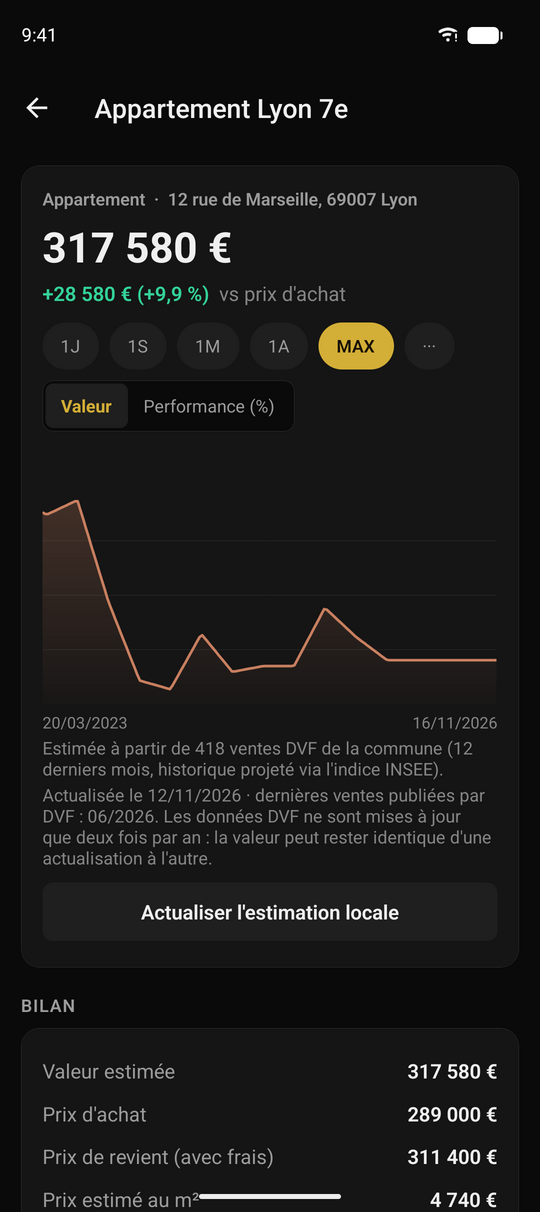 9:41
Appartement Lyon 7e
Appartement · 12 rue de Marseille, 69007 Lyon
317 580 €
+28 580 € (+9,9 %) vs prix d'achat
1J 1S 1M 1A MAX ···
Valeur Performance (%)
20/03/2023 16/11/2026
Estimée à partir de 418 ventes DVF de la commune (12
derniers mois, historique projeté via l'indice INSEE).
Actualisée le 12/11/2026 · dernières ventes publiées par
DVF : 06/2026. Les données DVF ne sont mises à jour
que deux fois par an : la valeur peut rester identique d'une
actualisation à l'autre.
Actualiser l'estimation locale
BILAN
Valeur estimée 317 580 €
Prix d'achat 289 000 €
Prix de revient (avec frais) 311 400 €
Prix estimé au m² 4 740 €